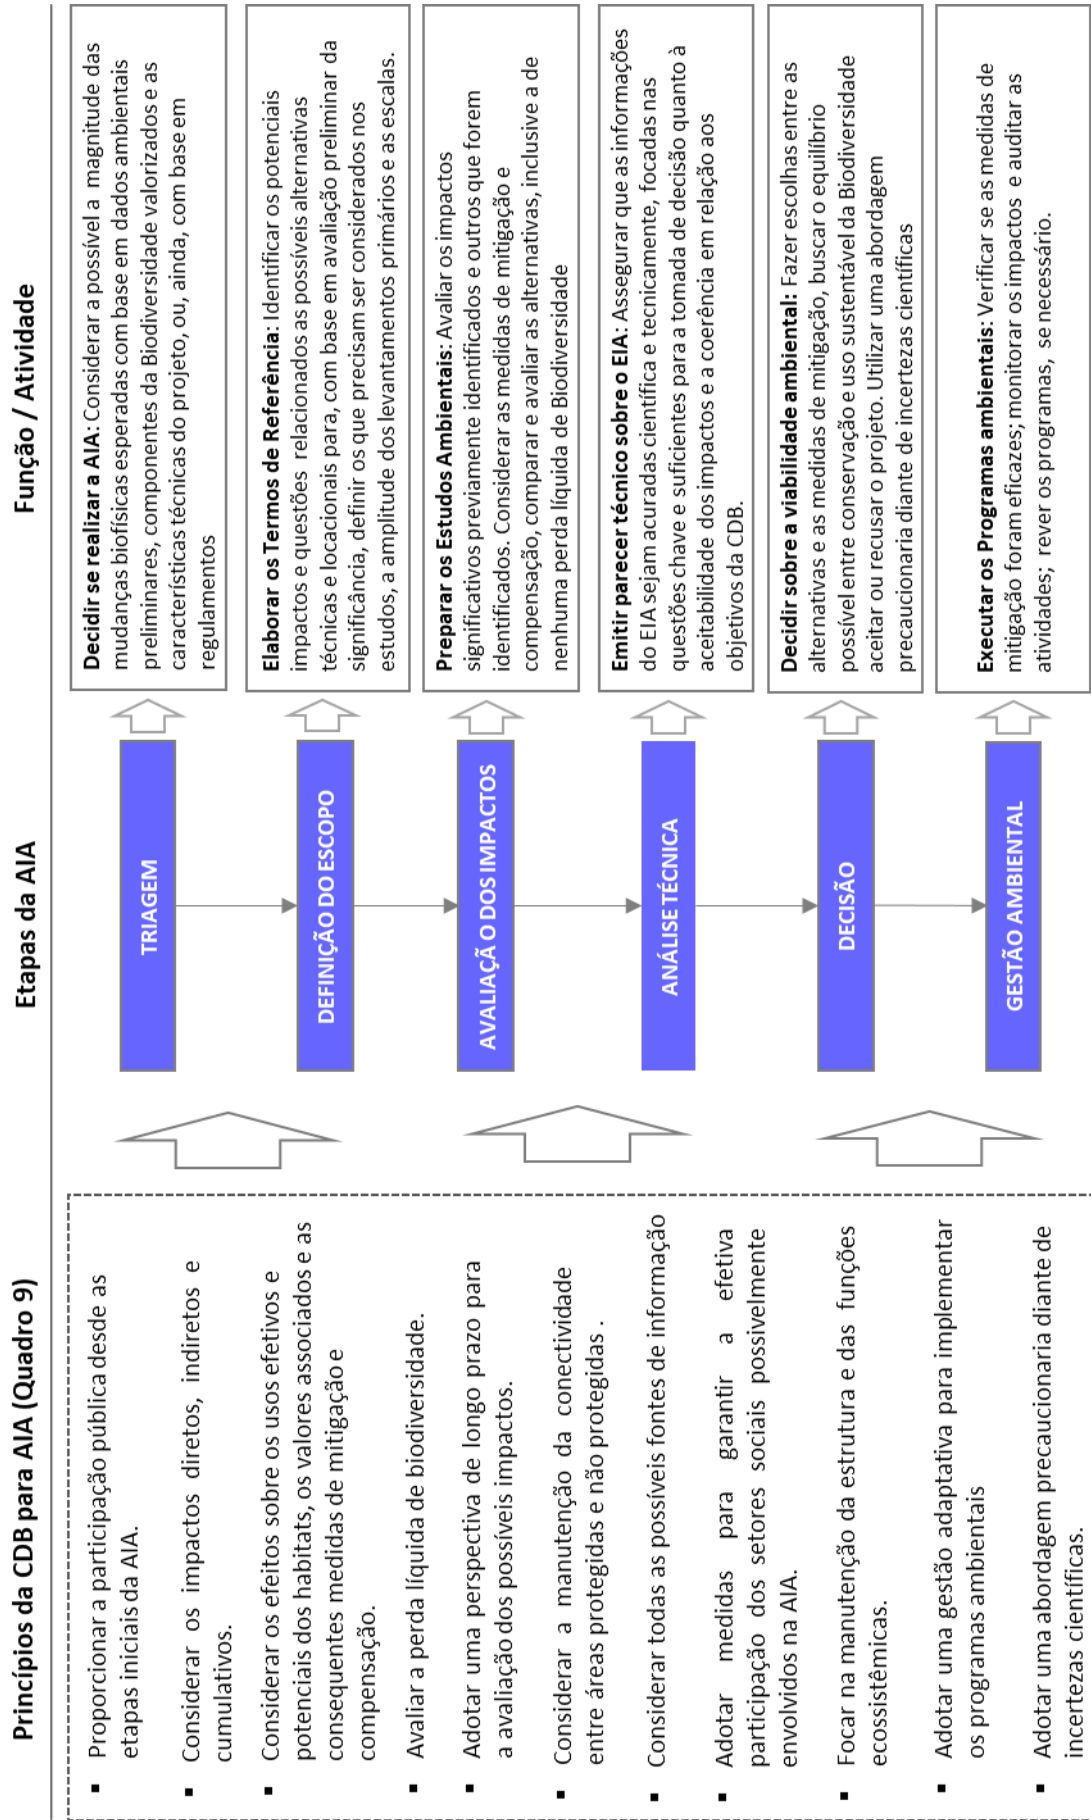 Princípios da CDB para AIA (Quadro 9)
Etapas da AIA
Função / Atividade
▪ Proporcionar a participação pública desde as
etapas iniciais da AIA.
▪ Considerar os impactos diretos, indiretos e
cumulativos.
▪ Considerar os efeitos sobre os usos efetivos e
potenciais dos habitats, os valores associados e as
consequentes medidas de mitigação e
compensação.
▪ Avaliar a perda líquida de biodiversidade.
▪ Adotar uma perspectiva de longo prazo para
a avaliação dos possíveis impactos.
▪ Considerar a manutenção da conectividade
entre áreas protegidas e não protegidas .
▪ Considerar todas as possíveis fontes de informação
▪ Adotar medidas para garantir a efetiva
participação dos setores sociais possivelmente
envolvidos na AIA.
▪ Focar na manutenção da estrutura e das funções
ecossistêmicas.
▪ Adotar uma gestão adaptativa para implementar
os programas ambientais
▪ Adotar uma abordagem precaucionaria diante de
incertezas científicas.
TRIAGEM
DEFINIÇÃO DO ESCOPO
AVALIAÇÃ O DOS IMPACTOS
ANÁLISE TÉCNICA
DECISÃO
GESTÃO AMBIENTAL
Decidir se realizar a AIA: Considerar a possível a magnitude das
mudanças biofísicas esperadas com base em dados ambientais
preliminares, componentes da Biodiversidade valorizados e as
características técnicas do projeto, ou, ainda, com base em
regulamentos
Elaborar os Termos de Referência: Identificar os potenciais
impactos e questões relacionados as possíveis alternativas
técnicas e locacionais para, com base em avaliação preliminar da
significância, definir os que precisam ser considerados nos
estudos, a amplitude dos levantamentos primários e as escalas.
Preparar os Estudos Ambientais: Avaliar os impactos
significativos previamente identificados e outros que forem
identificados. Considerar as medidas de mitigação e
compensação, comparar e avaliar as alternativas, inclusive a de
nenhuma perda líquida de Biodiversidade
Emitir parecer técnico sobre o EIA: Assegurar que as informações
do EIA sejam acuradas científica e tecnicamente, focadas nas
questões chave e suficientes para a tomada de decisão quanto à
aceitabilidade dos impactos e a coerência em relação aos
objetivos da CDB.
Decidir sobre a viabilidade ambiental: Fazer escolhas entre as
alternativas e as medidas de mitigação, buscar o equilíbrio
possível entre conservação e uso sustentável da Biodiversidade
aceitar ou recusar o projeto. Utilizar uma abordagem
precaucionaria diante de incertezas científicas
Executar os Programas ambientais: Verificar se as medidas de
mitigação foram eficazes; monitorar os impactos e auditar as
atividades; rever os programas, se necessário.